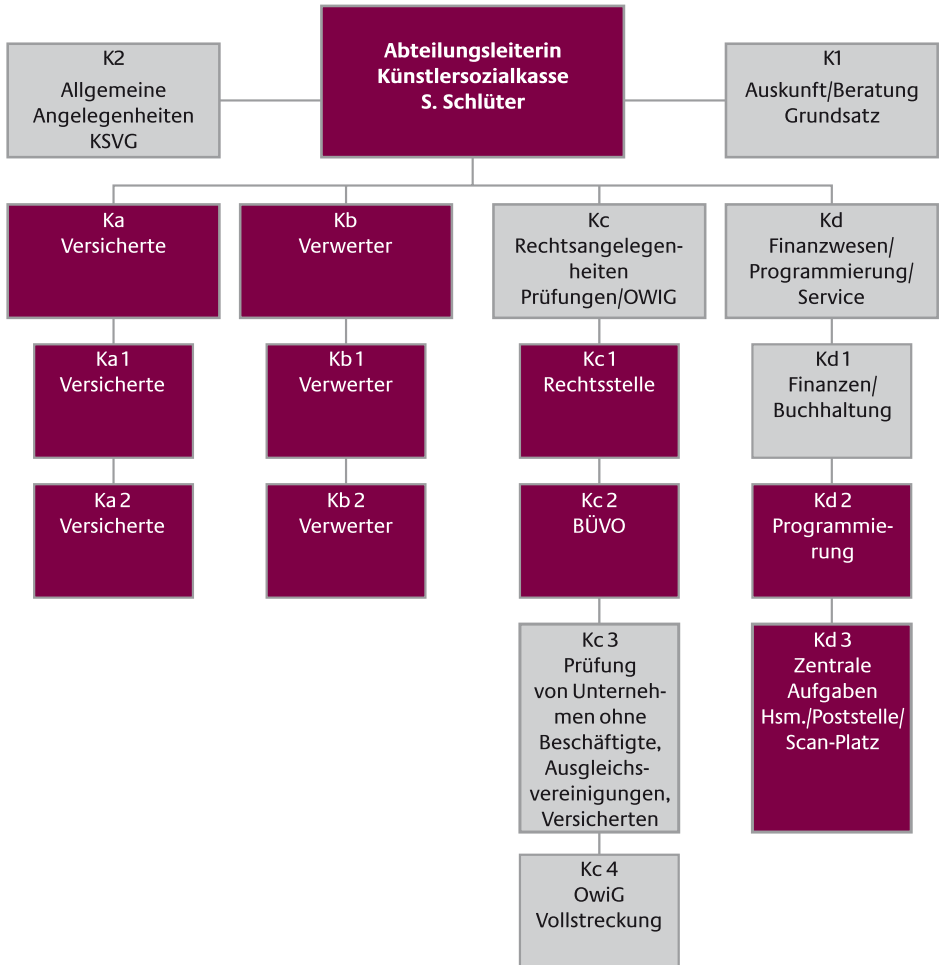 K2
Allgemeine
Angelegenheiten
KSVG
Abteilungsleiterin
Künstlersozialkasse
S. Schlüter
K1
Auskunft/Beratung
Grundsatz
Ka
Versicherte
Kb
Verwerter
Kc
Rechtsangelegen-
heiten
Prüfungen/OWIG
Kd
Finanzwesen/
Programmierung/
Service
Ka 1
Versicherte
Kb 1
Verwerter
Kc 1
Rechtsstelle
Kd 1
Finanzen/
Buchhaltung
Ka 2
Versicherte
Kb 2
Verwerter
Kc 2
BÜVO
Kd 2
Programmie-
rung
Kc 3
Prüfung
von Unterneh-
men ohne
Beschäftigte,
Ausgleichs-
vereinigungen,
Versicherten
Kd 3
Zentrale
Aufgaben
Hsm./Poststelle/
Scan-Platz
Kc 4
OwiG
Vollstreckung